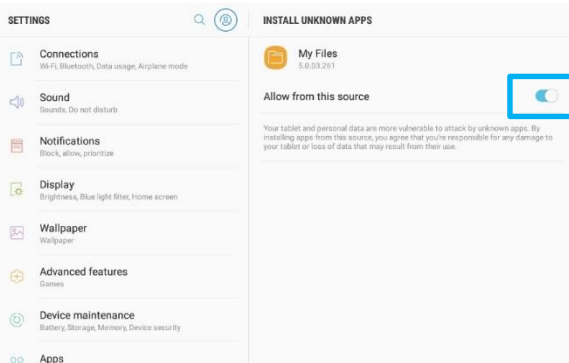 SETTINGS
Connections
Wi-Fi, Bluetooth, Data usage, Airplane mode
Sound
Sounds, Do not disturb
Notifications
Block, allow, prioritize
Display
Brightness, Blue light filter, Home screen
Wallpaper
Wallpaper
Advanced features
Games
Device maintenance
Battery, Storage, Memory, Device security
Apps
INSTALL UNKNOWN APPS
My Files
5.0.03.261
Allow from this source
Your tablet and personal data are more vulnerable to attack by unknown apps. By
installing apps from this source, you agree that you're responsible for any damage to
your tablet or loss of data that may result from their use.